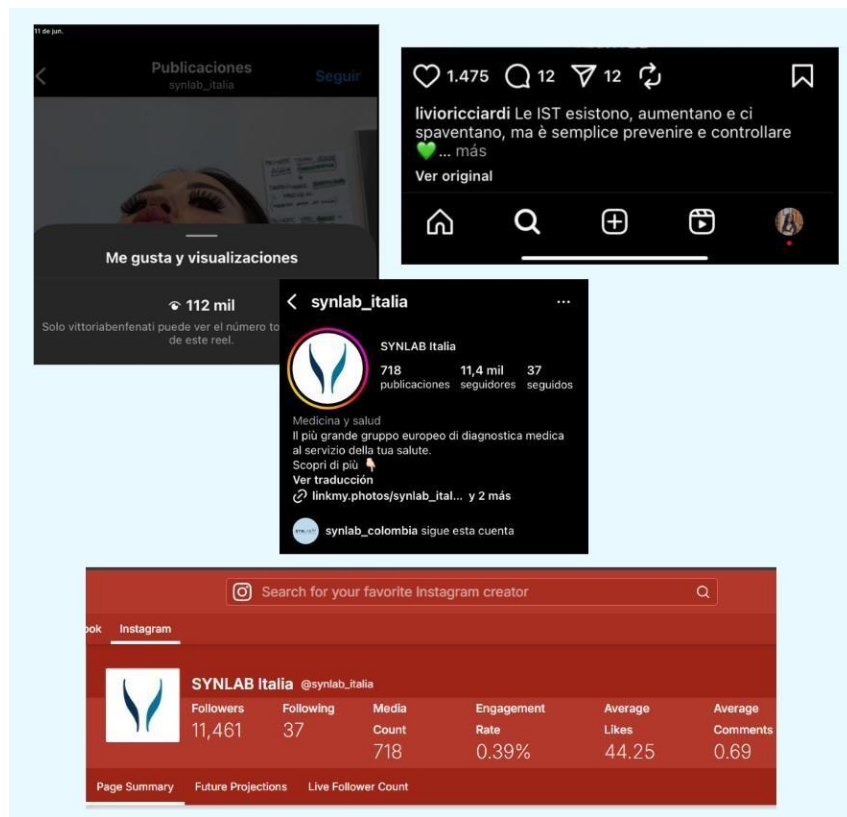 11 de jun.
Publicaciones
synlab_italia
Seguir
Me gusta y visualizaciones
112 mil
Solo vittoriabenfenati puede ver el número to
de este reel.
1.475 12 12
livioricciardi Le IST esistono, aumentano e ci
spaventano, ma è semplice prevenire e controllare
💚... más
Ver original
synlab_italia
...
SYNLAB Italia
718 11,4 mil 37
publicaciones seguidores seguidos
Medicina y salud
Il più grande gruppo europeo di diagnostica medica
al servizio della tua salute.
Scopri di più 👇🏻
Ver traducción
linkmy.photos/synlab_ital... y 2 más
synlab_colombia sigue esta cuenta
Search for your favorite Instagram creator
ook Instagram
SYNLAB Italia @synlab_italia
Followers Following Media Engagement Average Average
Count Rate Likes Comments
11,461 37 718 0.39% 44.25 0.69
Page Summary Future Projections Live Follower Count